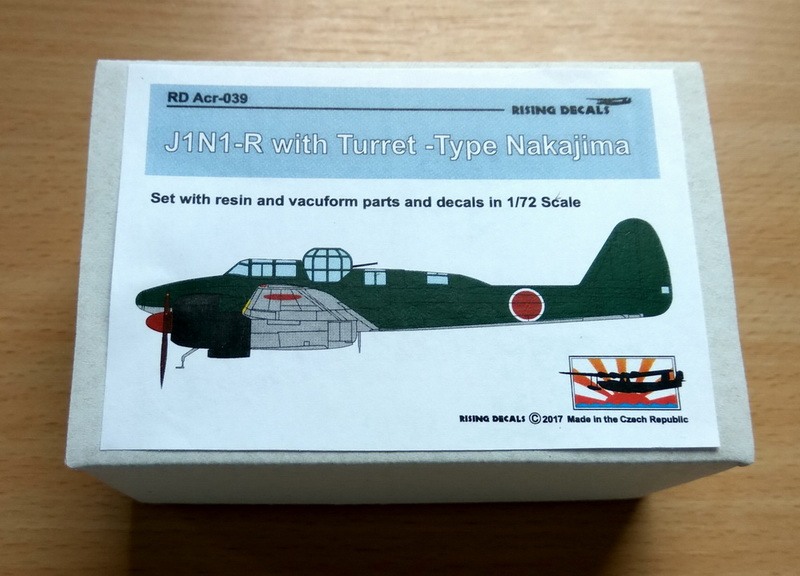 RD Acr-039
RISING DECALS
J1N1-R with Turret -Type Nakajima
Set with resin and vacuform parts and decals in 1/72 Scale
RISING DECALS © 2017 Made in the Czech Republic